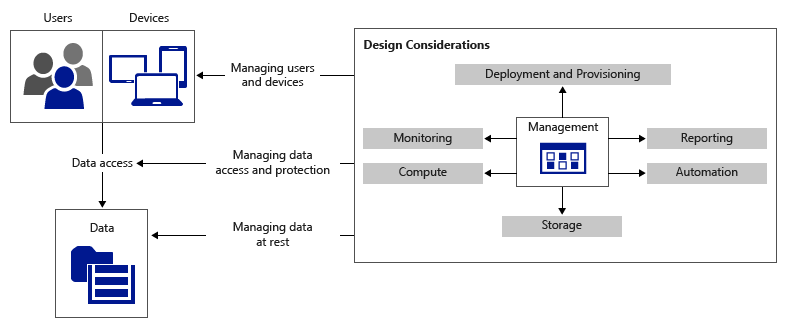 Users
Devices
Managing users
and devices
Data access
Managing data
access and protection
Data
Managing data
at rest
Design Considerations
Deployment and Provisioning
Management
Monitoring
Reporting
Compute
Automation
Storage